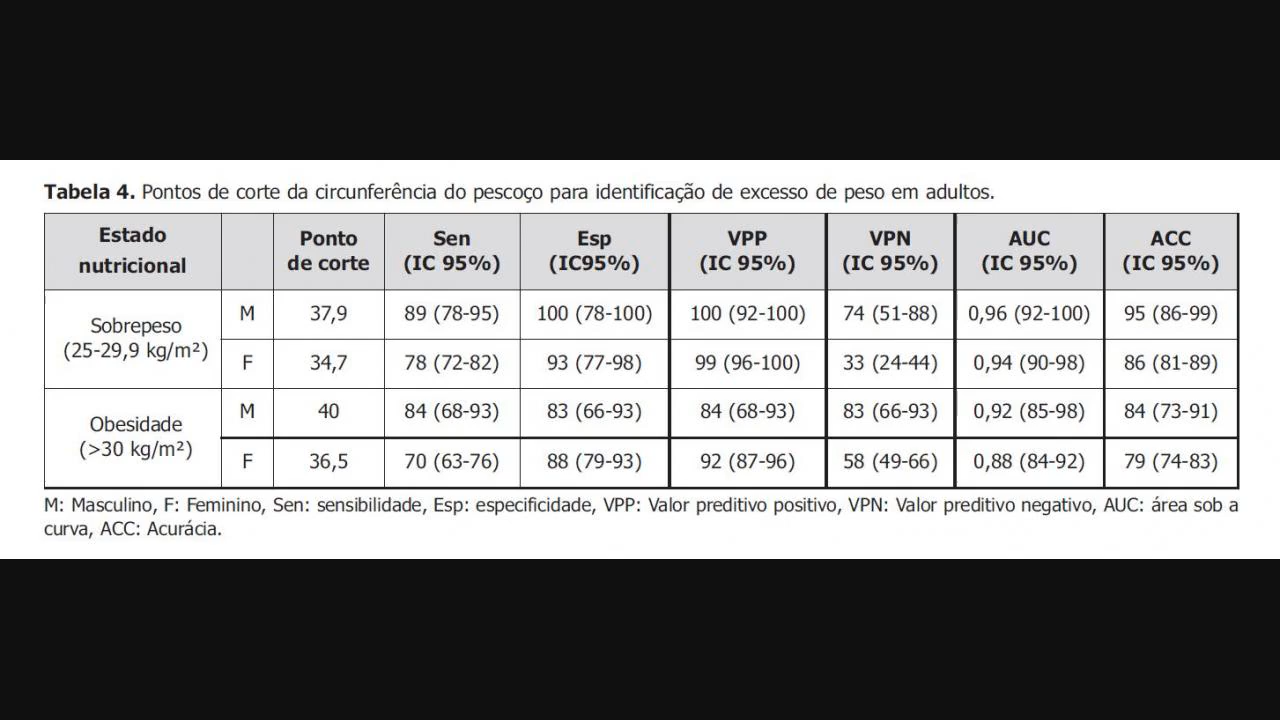 Tabela 4. Pontos de corte da circunferência do pescoço para identificação de excesso de peso em adultos.
Estado nutricional Ponto de corte Sen (IC 95%) Esp (IC95%) VPP (IC 95%) VPN (IC 95%) AUC (IC 95%) ACC (IC 95%)
Sobrepeso (25-29,9 kg/m²) M 37,9 89 (78-95) 100 (78-100) 100 (92-100) 74 (51-88) 0,96 (92-100) 95 (86-99)
F 34,7 78 (72-82) 93 (77-98) 99 (96-100) 33 (24-44) 0,94 (90-98) 86 (81-89)
Obesidade (>30 kg/m²) M 40 84 (68-93) 83 (66-93) 84 (68-93) 83 (66-93) 0,92 (85-98) 84 (73-91)
F 36,5 70 (63-76) 88 (79-93) 92 (87-96) 58 (49-66) 0,88 (84-92) 79 (74-83)
M: Masculino, F: Feminino, Sen: sensibilidade, Esp: especificidade, VPP: Valor preditivo positivo, VPN: Valor preditivo negativo, AUC: área sob a
curva, ACC: Acurácia.